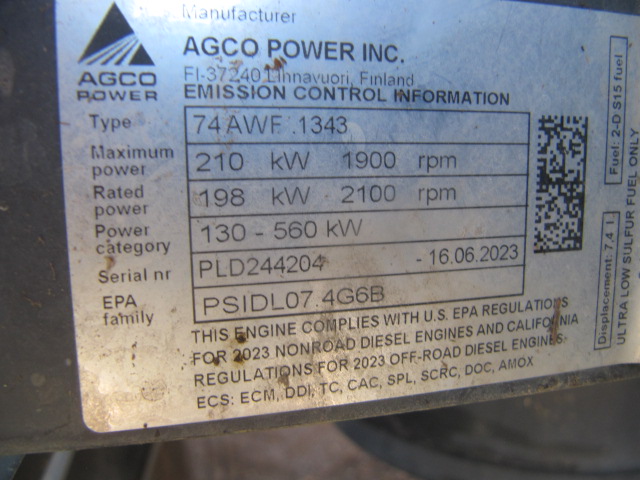 Manufacturer
AGCO POWER INC.
FI-37240 Linnavuori, Finland
AGCO
POWER
EMISSION CONTROL INFORMATION
Type 74 AWF .1343
Maximum power 210 kW 1900 rpm
Rated power 198 kW 2100 rpm
Power category 130 - 560 kW
Serial nr PLD244204 - 16.06.2023
EPA family PSIDL07.4G6B
THIS ENGINE COMPLIES WITH U.S. EPA REGULATIONS
FOR 2023 NONROAD DIESEL ENGINES AND CALIFORNIA
REGULATIONS FOR 2023 OFF-ROAD DIESEL ENGINES.
ECS: ECM, DDI, TC, CAC, SPL, SCRC, DOC, AMOX
Displacement: 7.4 l
Fuel: 2-D S15 fuel
ULTRA LOW SULFUR FUEL ONLY